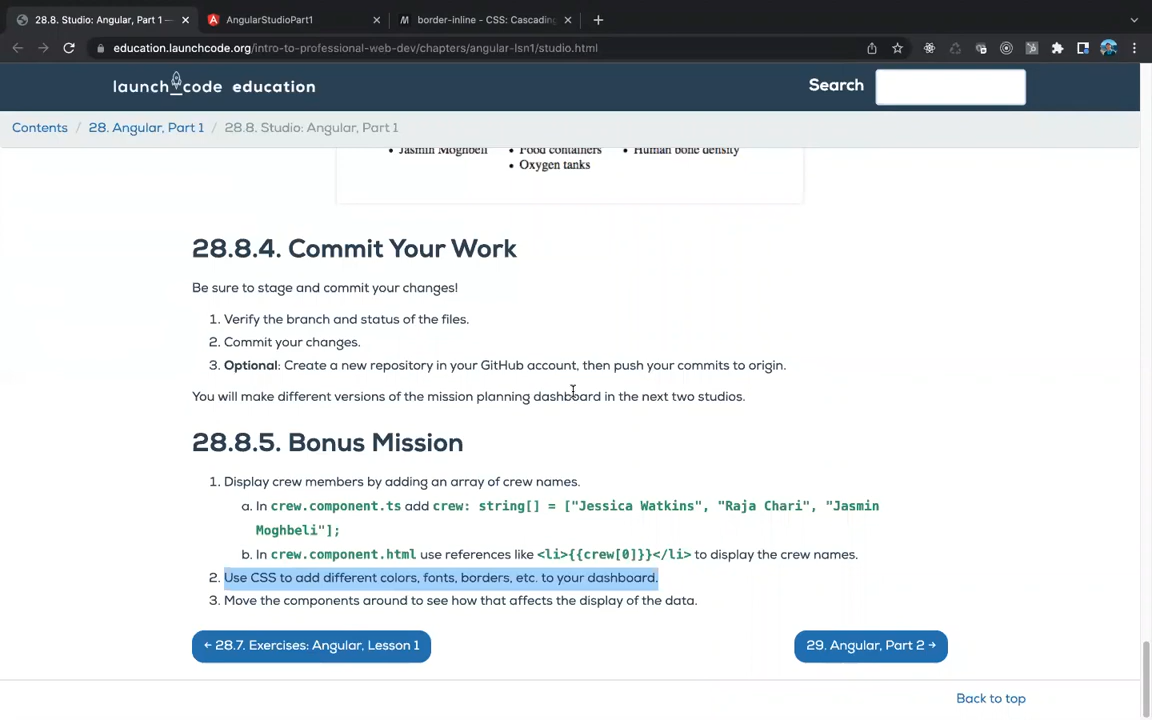 28.8. Studio: Angular, Part 1 —
AngularStudioPart1
border-inline - CSS: Cascading
education.launchcode.org/intro-to-professional-web-dev/chapters/angular-lsn1/studio.html
launch_code education
Search
Contents / 28. Angular, Part 1 / 28.8. Studio: Angular, Part 1
• Jasmin Moghbeli • Food containers • Human bone density
• Oxygen tanks
28.8.4. Commit Your Work
Be sure to stage and commit your changes!
1. Verify the branch and status of the files.
2. Commit your changes.
3. Optional: Create a new repository in your GitHub account, then push your commits to origin.
You will make different versions of the mission planning dashboard in the next two studios.
28.8.5. Bonus Mission
1. Display crew members by adding an array of crew names.
a. In crew.component.ts add crew: string[] = ["Jessica Watkins", "Raja Chari", "Jasmin
Moghbeli"];
b. In crew.component.html use references like <li>{{crew[0]}}</li> to display the crew names.
2. Use CSS to add different colors, fonts, borders, etc. to your dashboard.
3. Move the components around to see how that affects the display of the data.
← 28.7. Exercises: Angular, Lesson 1
29. Angular, Part 2 →
Back to top